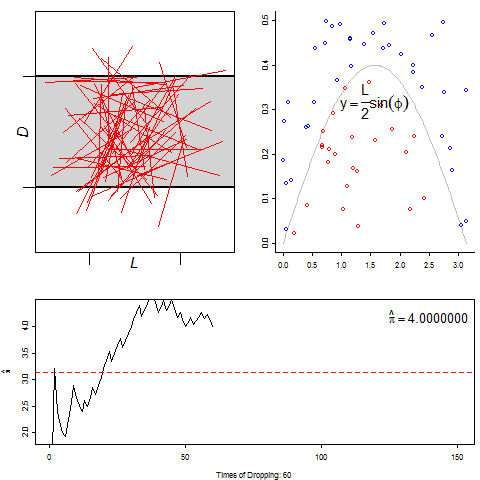 D
L
0.0 0.1 0.2 0.3 0.4 0.5
y = L/2 sin(ϕ)
0.0 0.5 1.0 1.5 2.0 2.5 3.0
π̂
2.0 2.5 3.0 3.5 4.0
π̂ = 4.0000000
0 50 100 150
Times of Dropping: 60